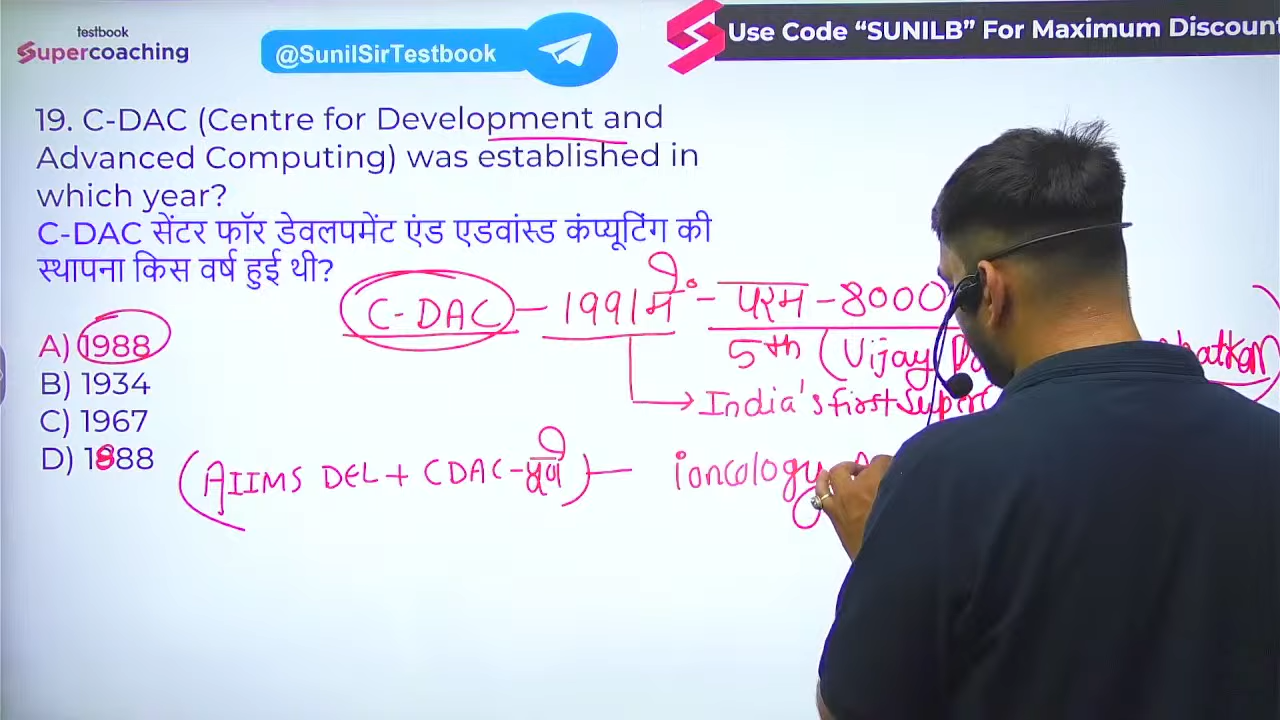 testbook
Supercoaching
@SunilSirTestbook
Use Code “SUNILB” For Maximum Discount
19. C-DAC (Centre for Development and
Advanced Computing) was established in
which year?
C-DAC सेंटर फॉर डेवलपमेंट एंड एडवांस्ड कंप्यूटिंग की
स्थापना किस वर्ष हुई थी?
A) 1988
B) 1934
C) 1967
D) 1888
C-DAC - 1991 में - परम - 8000
5th (Vijay
India's first
(AIIMS DEL + CDAC - पूणे) - ioncology